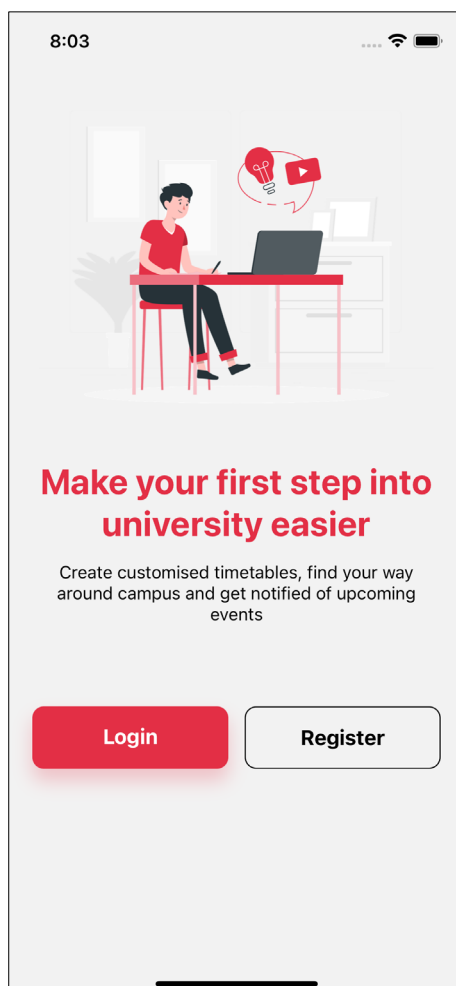 8:03
Make your first step into
university easier
Create customised timetables, find your way
around campus and get notified of upcoming
events
Login
Register